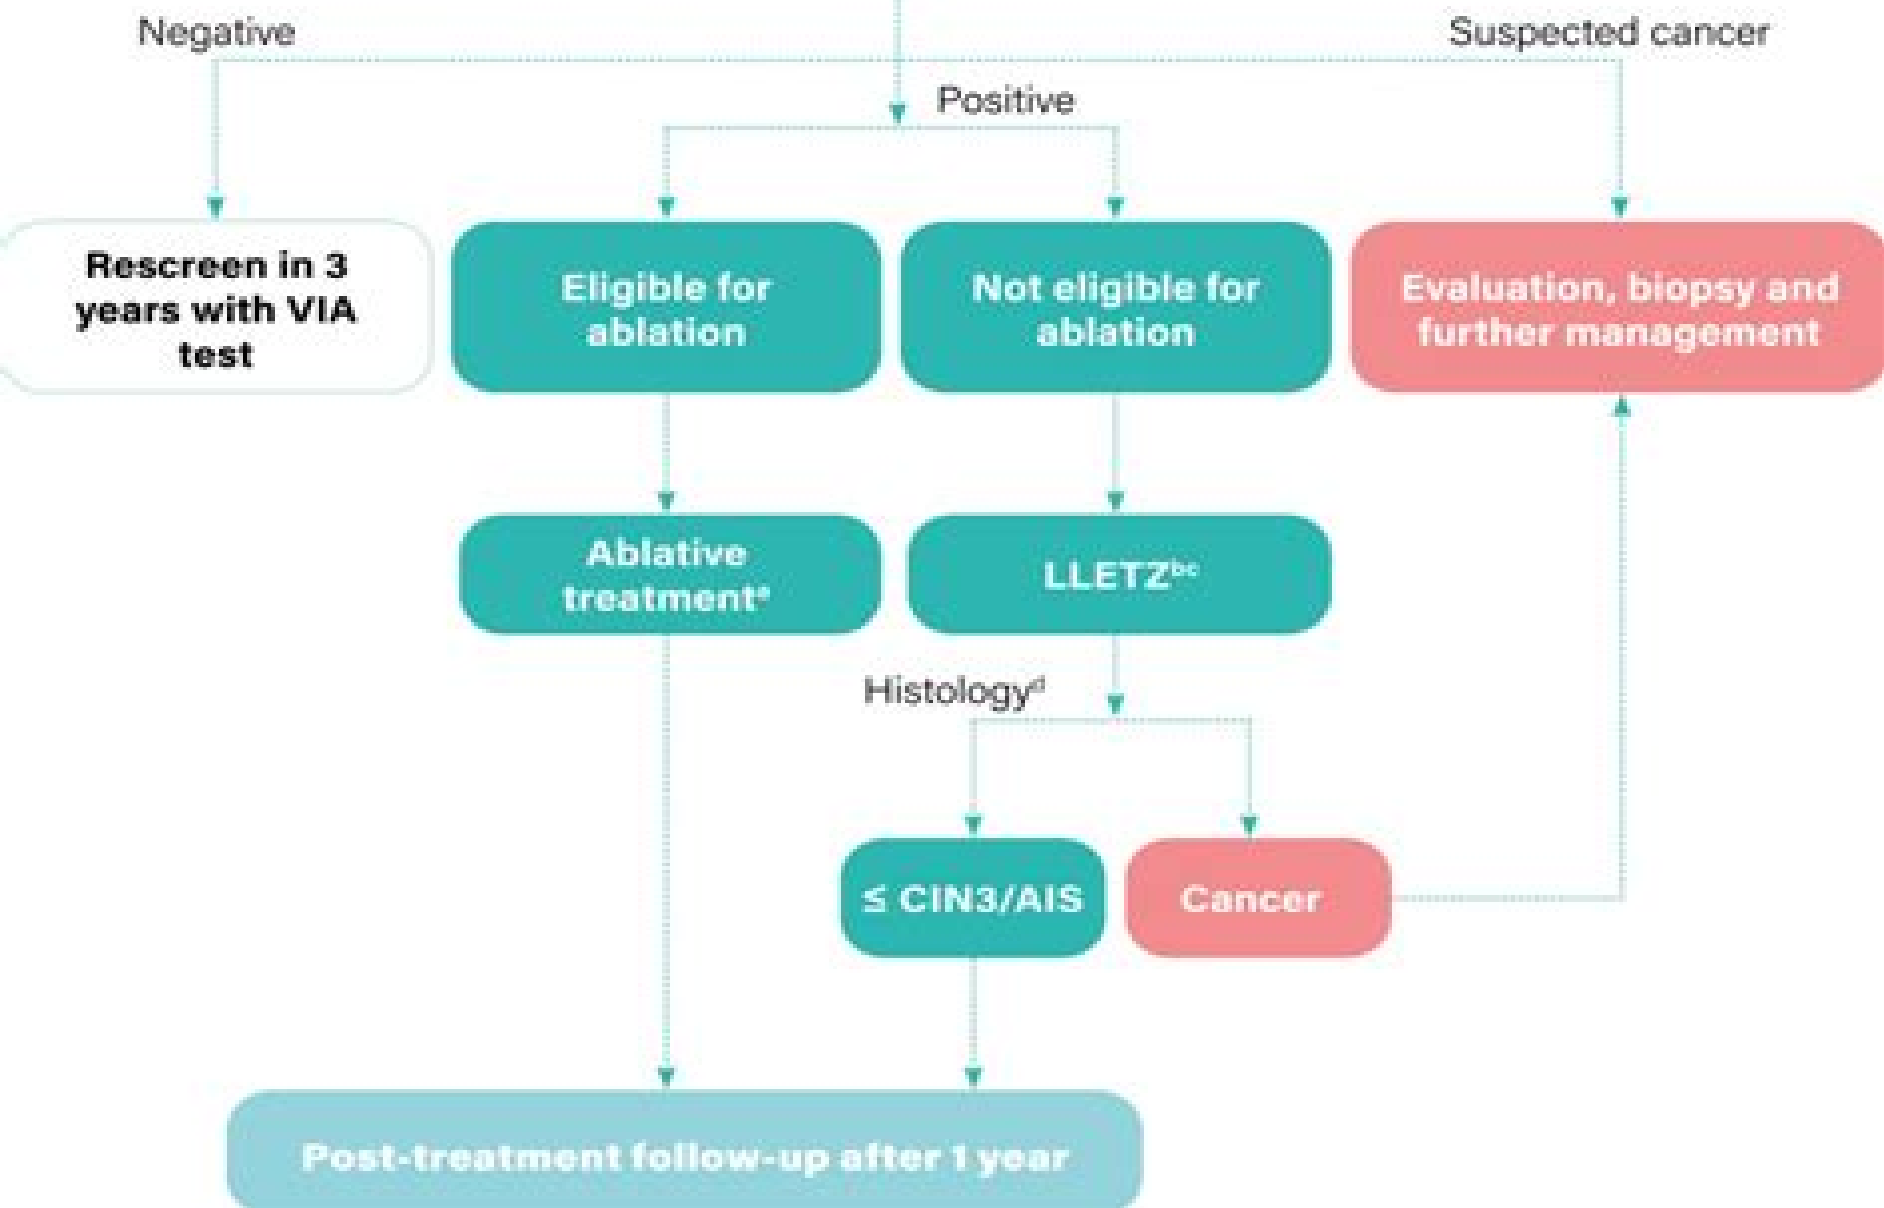 Negative
Suspected cancer
Positive
Rescreen in 3
years with VIA
test
Eligible for
ablation
Not eligible for
ablation
Evaluation, biopsy and
further management
Ablative
treatmentᵃ
LLETZᵇᶜ
Histologyᵈ
≤ CIN3/AIS
Cancer
Post-treatment follow-up after 1 year